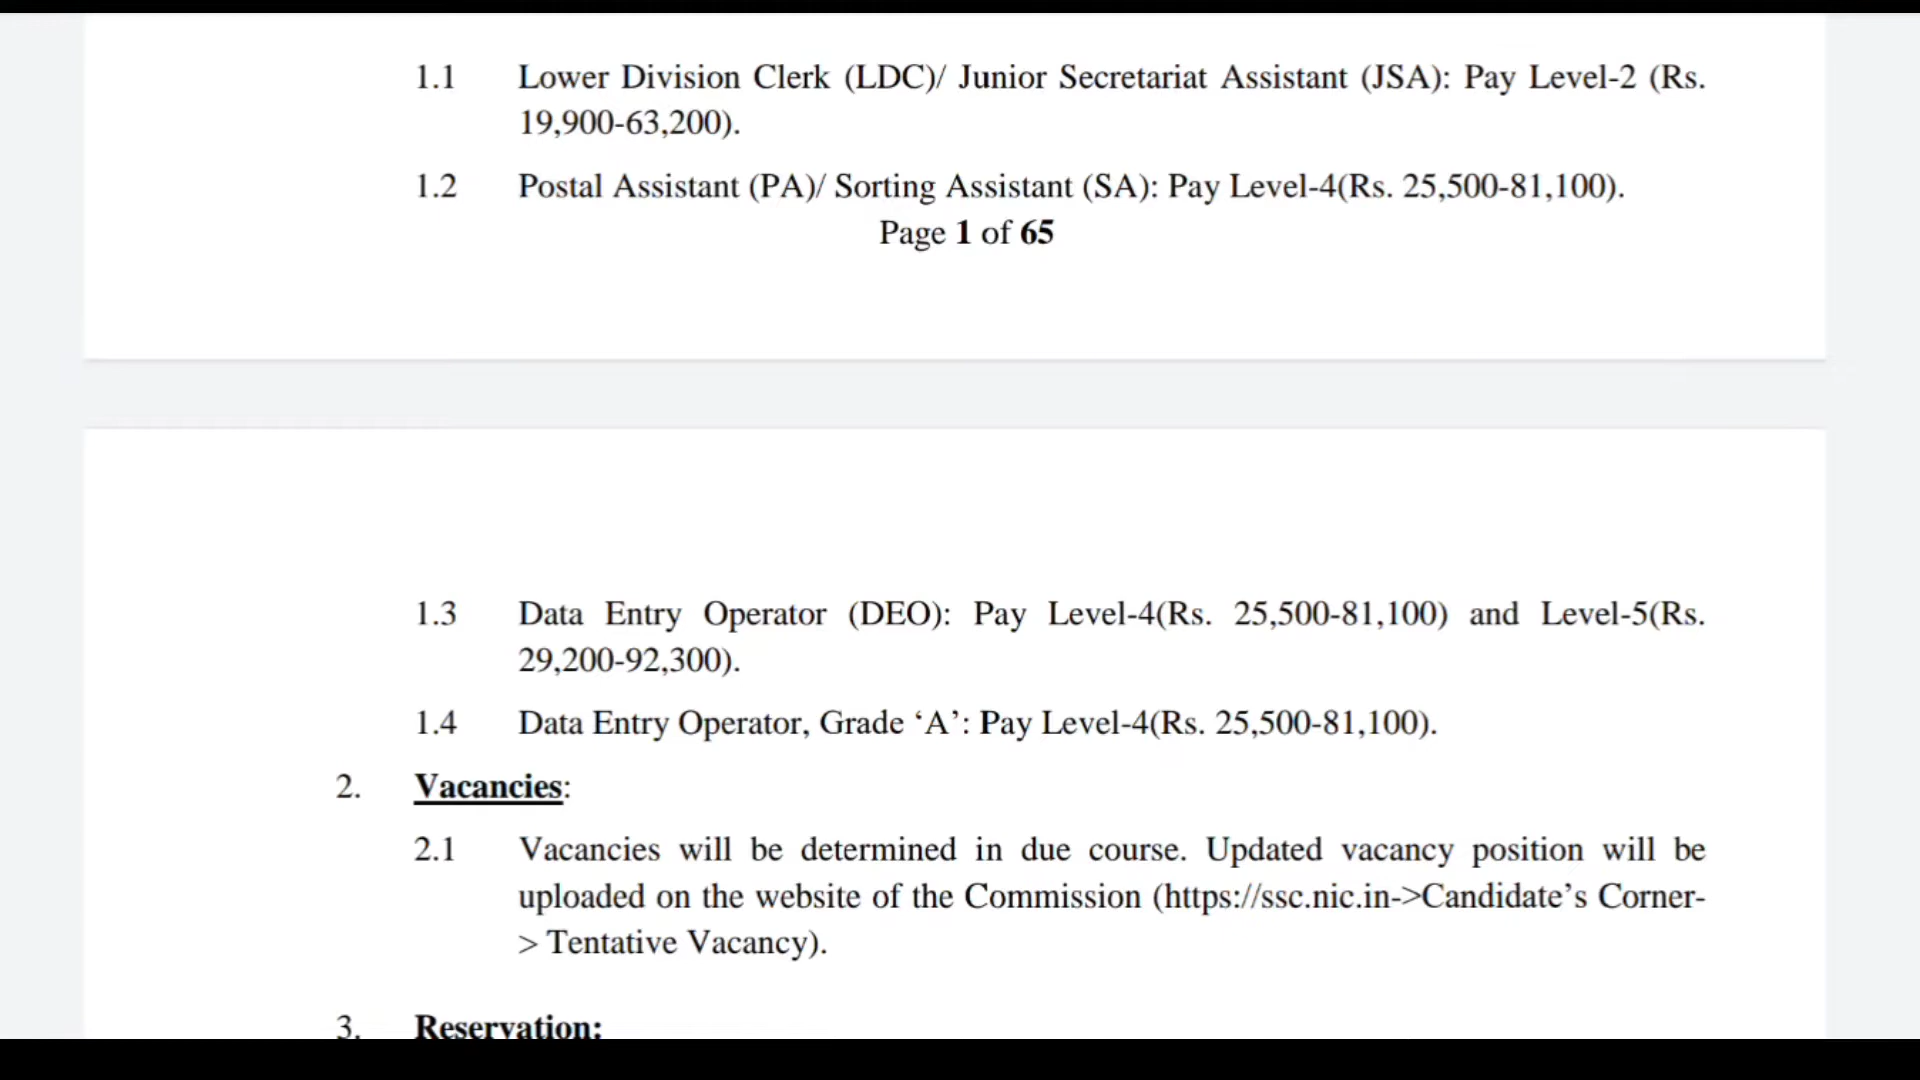 1.1 Lower Division Clerk (LDC)/ Junior Secretariat Assistant (JSA): Pay Level-2 (Rs.
19,900-63,200).
1.2 Postal Assistant (PA)/ Sorting Assistant (SA): Pay Level-4(Rs. 25,500-81,100).
Page 1 of 65
1.3 Data Entry Operator (DEO): Pay Level-4(Rs. 25,500-81,100) and Level-5(Rs.
29,200-92,300).
1.4 Data Entry Operator, Grade ‘A’: Pay Level-4(Rs. 25,500-81,100).
2. Vacancies:
2.1 Vacancies will be determined in due course. Updated vacancy position will be
uploaded on the website of the Commission (https://ssc.nic.in->Candidate’s Corner-
> Tentative Vacancy).
3. Reservation: